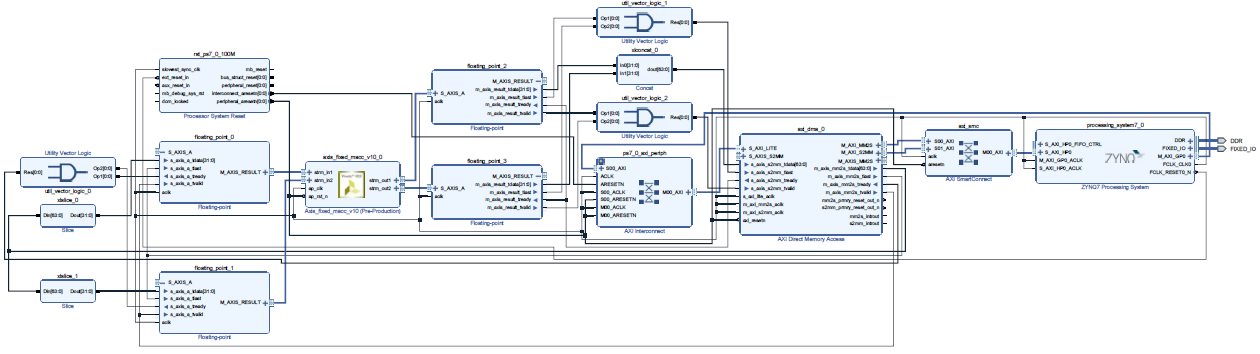 util_vector_logic_1
Op1[0:0]
Op2[0:0]
Res[0:0]
Utility Vector Logic
rst_ps7_0_100M
slowest_sync_clk
ext_reset_in
aux_reset_in
mb_debug_sys_rst
dcm_locked
mb_reset
bus_struct_reset[0:0]
peripheral_reset[0:0]
interconnect_aresetn[0:0]
peripheral_aresetn[0:0]
Processor System Reset
floating_point_2
S_AXIS_A
aclk
M_AXIS_RESULT
m_axis_result_tdata[31:0]
m_axis_result_tlast
m_axis_result_tready
m_axis_result_tvalid
Floating-point
xlconcat_0
In0[31:0]
In1[31:0]
dout[63:0]
Concat
util_vector_logic_2
Op1[0:0]
Op2[0:0]
Res[0:0]
Utility Vector Logic
floating_point_0
S_AXIS_A
s_axis_a_tdata[31:0]
s_axis_a_tlast
s_axis_a_tready
s_axis_a_tvalid
aclk
M_AXIS_RESULT
Floating-point
Utility Vector Logic
Res[0:0]
Op2[0:0]
Op1[0:0]
util_vector_logic_0
xlslice_0
Din[63:0]
Dout[31:0]
Slice
axis_fixed_macc_v10_0
strm_in1
strm_in2
ap_clk
ap_rst_n
strm_out1
strm_out2
Axis_fixed_macc_v10 (Pre-Production)
floating_point_3
S_AXIS_A
aclk
M_AXIS_RESULT
m_axis_result_tdata[31:0]
m_axis_result_tlast
m_axis_result_tready
m_axis_result_tvalid
Floating-point
ps7_0_axi_periph
S00_AXI
ACLK
ARESETN
S00_ACLK
S00_ARESETN
M00_ACLK
M00_ARESETN
M00_AXI
AXI Interconnect
axi_dma_0
S_AXI_LITE
S_AXIS_S2MM
s_axis_s2mm_tdata[63:0]
s_axis_s2mm_tlast
s_axis_s2mm_tready
s_axis_s2mm_tvalid
s_axi_lite_aclk
m_axi_mm2s_aclk
m_axi_s2mm_aclk
axi_resetn
M_AXI_MM2S
M_AXI_S2MM
M_AXIS_MM2S
m_axis_mm2s_tdata[63:0]
m_axis_mm2s_tlast
m_axis_mm2s_tready
m_axis_mm2s_tvalid
mm2s_prmry_reset_out_n
s2mm_prmry_reset_out_n
mm2s_introut
s2mm_introut
AXI Direct Memory Access
axi_smc
S00_AXI
S01_AXI
aclk
aresetn
M00_AXI
AXI SmartConnect
processing_system7_0
S_AXI_HP0_FIFO_CTRL
S_AXI_HP0
M_AXI_GP0_ACLK
S_AXI_HP0_ACLK
ZYNQ
DDR
FIXED_IO
M_AXI_GP0
FCLK_CLK0
FCLK_RESET0_N
ZYNQ7 Processing System
DDR
FIXED_IO
xlslice_1
Din[63:0]
Dout[31:0]
Slice
floating_point_1
S_AXIS_A
s_axis_a_tdata[31:0]
s_axis_a_tlast
s_axis_a_tready
s_axis_a_tvalid
aclk
M_AXIS_RESULT
Floating-point